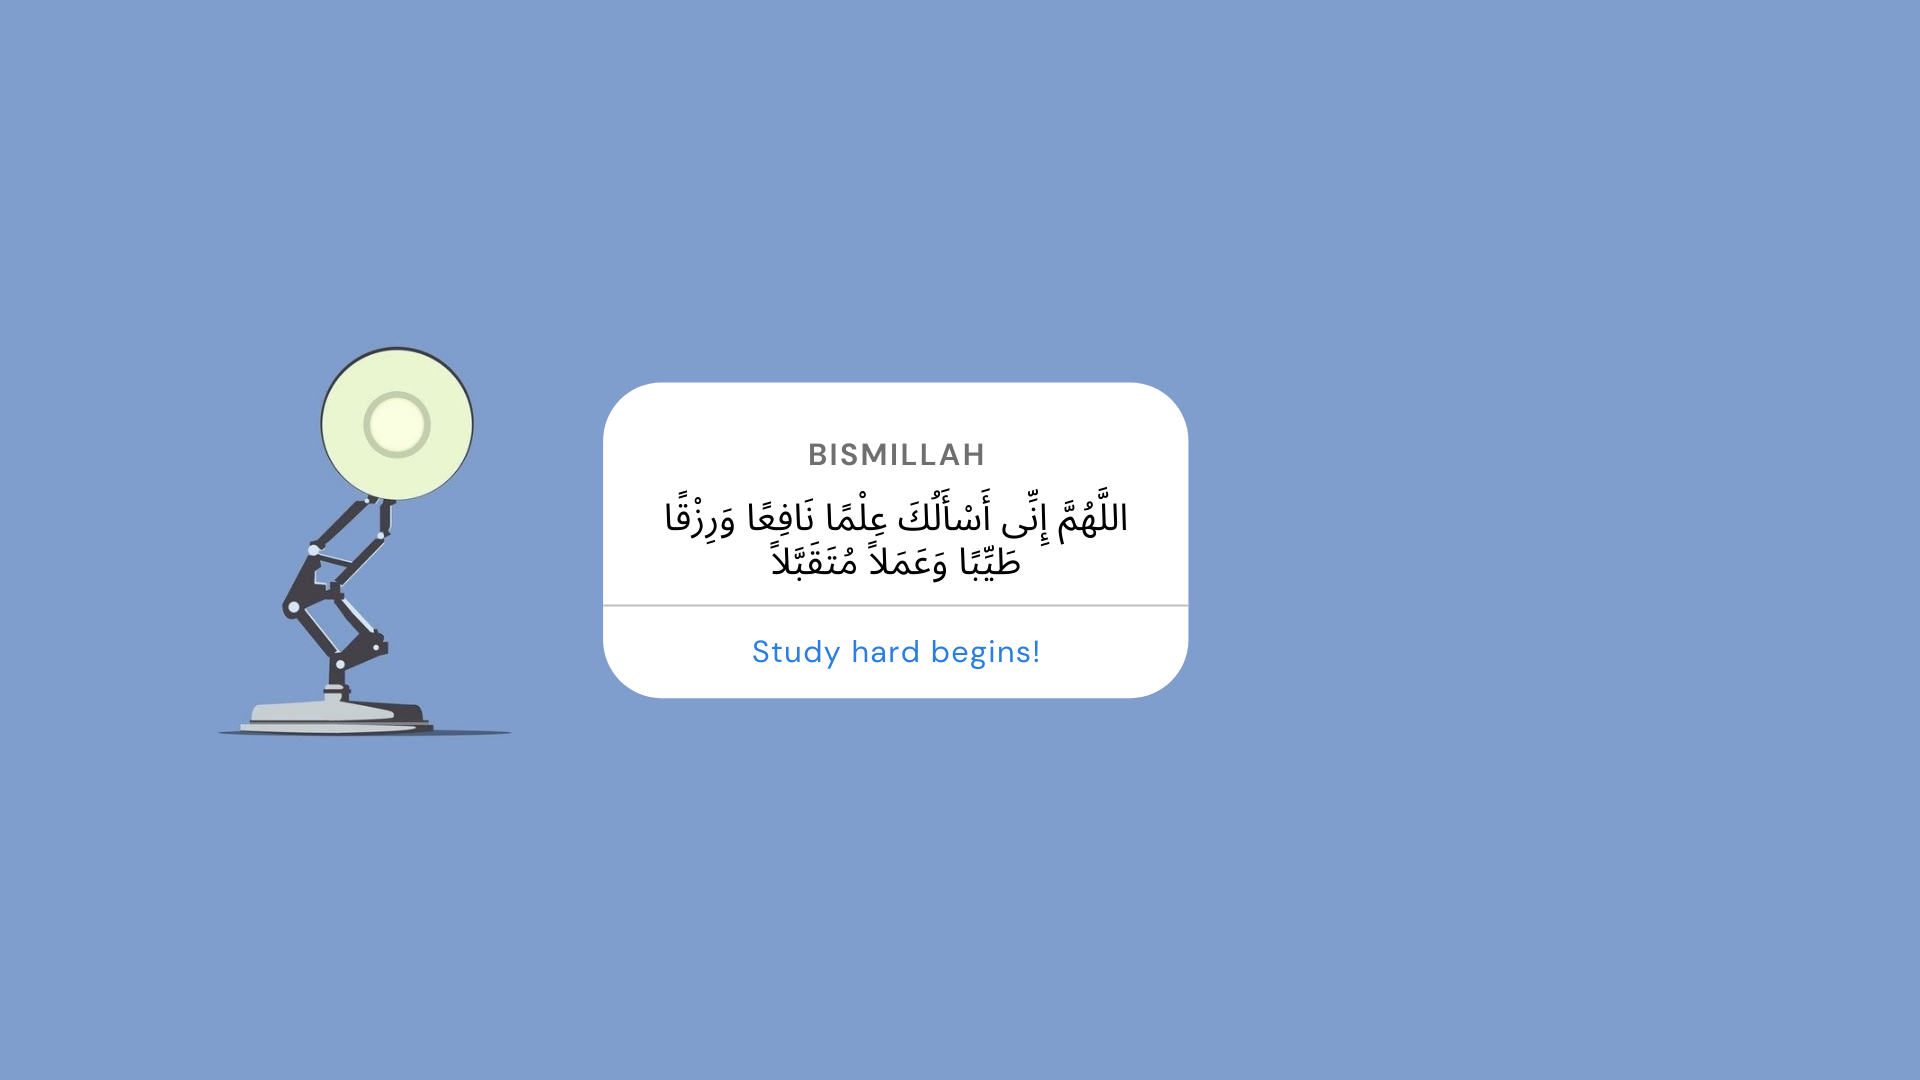 BISMILLAH
اللَّهُمَّ إِنِّى أَسْأَلُكَ عِلْمًا نَافِعًا وَرِزْقًا
طَيِّبًا وَعَمَلاً مُتَقَبَّلاً
Study hard begins!